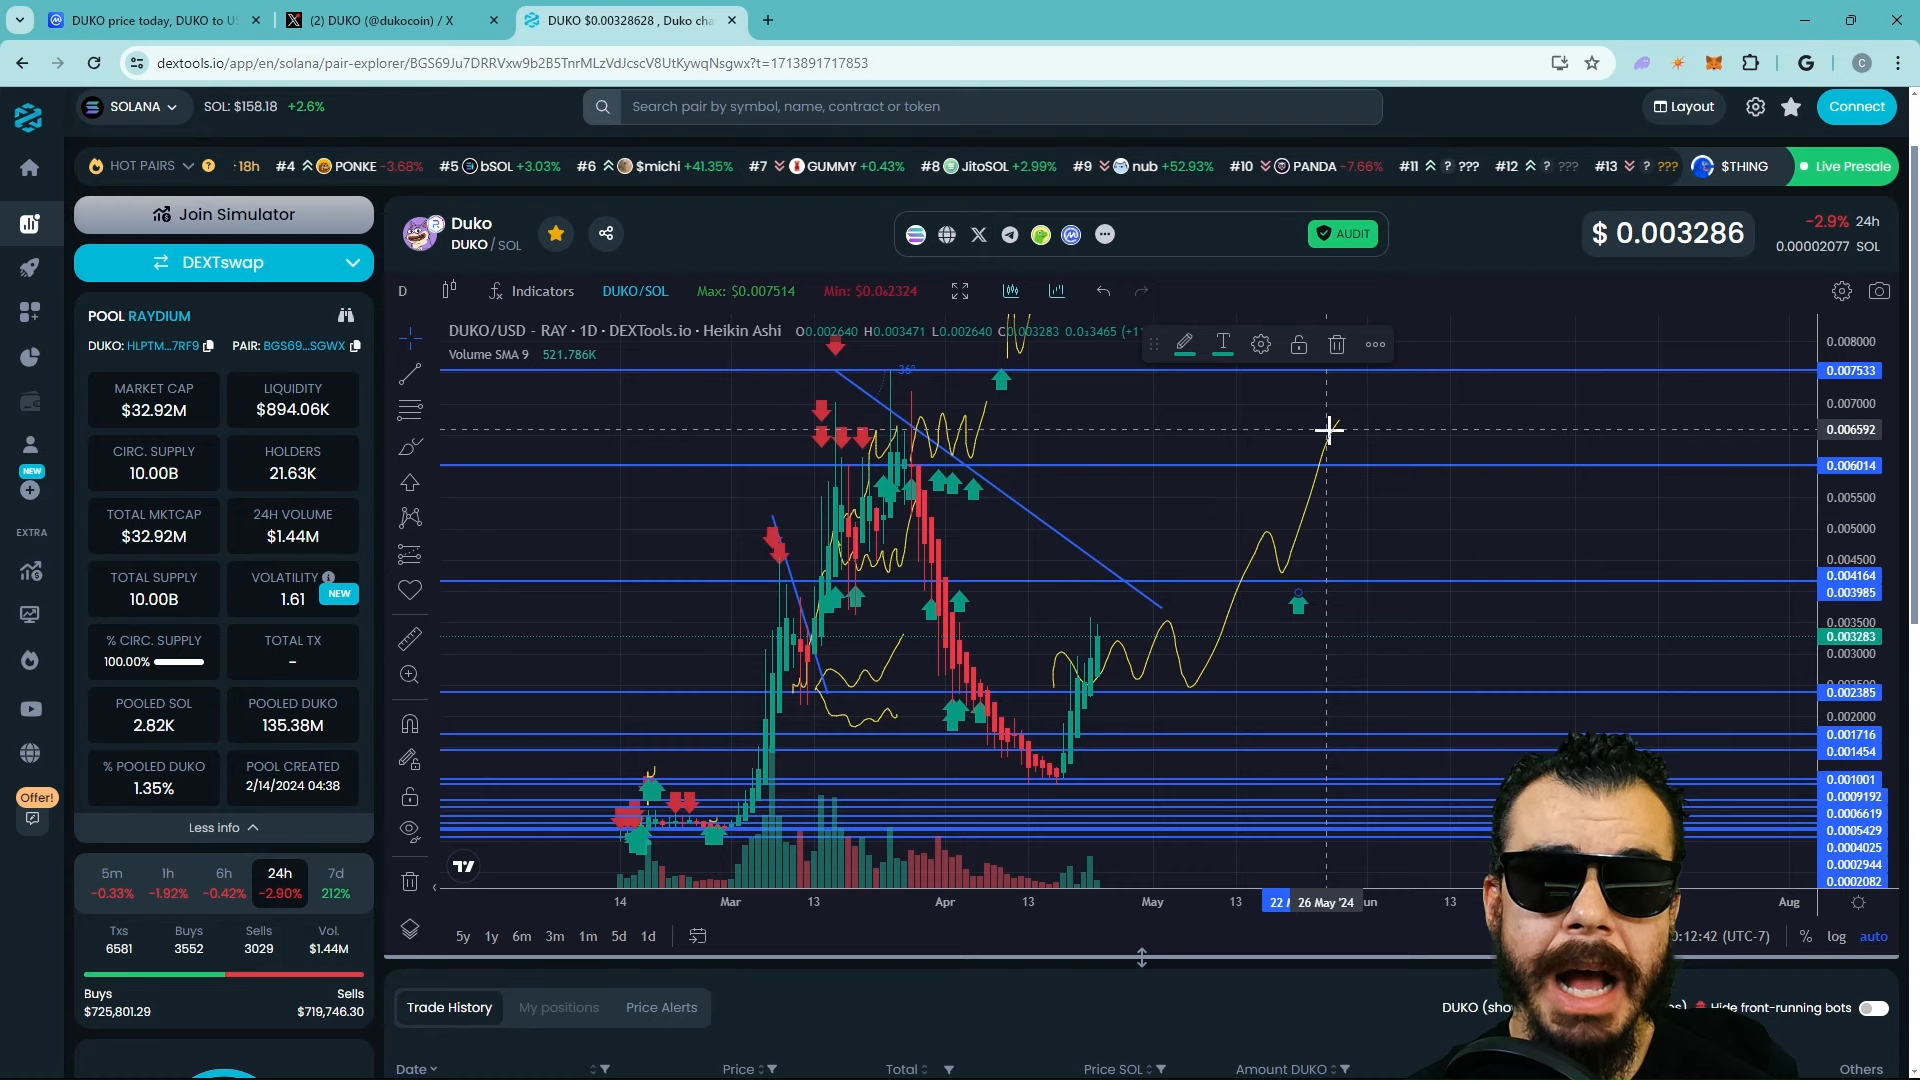 DUKO price today, DUKO to US
(2) DUKO (@dukocoin) / X
DUKO $0.00328628 , Duko cha
dextools.io/app/en/solana/pair-explorer/BGS69Ju7DRRVxw9b2B5TnrMLzVdJcscV8UtKywqNsgwx?t=1713891717853
SOLANA
SOL: $158.18 +2.6%
Search pair by symbol, name, contract or token
Layout
Connect
HOT PAIRS
18h #4 PONKE -3.68% #5 bSOL +3.03% #6 $michi +41.35% #7 GUMMY +0.43% #8 JitoSOL +2.99% #9 nub +52.93% #10 PANDA -7.66% #11 ? ??? #12 ? ??? #13 ? ???
$THING
Live Presale
Join Simulator
DEXTswap
Duko
DUKO / SOL
AUDIT
$ 0.003286
-2.9% 24h
0.00002077 SOL
POOL RAYDIUM
DUKO: HLPTM...7RF9 PAIR: BGS69...SGWX
MARKET CAP
$32.92M
LIQUIDITY
$894.06K
CIRC. SUPPLY
10.00B
HOLDERS
21.63K
TOTAL MKTCAP
$32.92M
24H VOLUME
$1.44M
TOTAL SUPPLY
10.00B
VOLATILITY
1.61
NEW
% CIRC. SUPPLY
100.00%
TOTAL TX
-
POOLED SOL
2.82K
POOLED DUKO
135.38M
% POOLED DUKO
1.35%
POOL CREATED
2/14/2024 04:38
Less info
NEW
EXTRA
Offer!
5m 1h 6h 24h 7d
-0.33% -1.92% -0.42% -2.90% 212%
Txs Buys Sells Vol.
6581 3552 3029 $1.44M
Buys Sells
$725,801.29 $719,746.30
D Indicators DUKO/SOL Max: $0.007514 Min: $0.0₆2324
DUKO/USD - RAY · 1D · DEXTools.io · Heikin Ashi O0.002640 H0.003471 L0.002640 C0.003283 0.0₃3465 (+1
Volume SMA 9 521.786K
36°
0.008000
0.007533
0.007000
0.006592
0.006014
0.005500
0.005000
0.004500
0.004164
0.003985
0.003500
0.003283
0.003000
0.002385
0.002000
0.001716
0.001454
0.001001
0.0009192
0.0006619
0.0005429
0.0004025
0.0002944
0.0002082
14 Mar 13 Apr 13 May 13 26 May '24 un 13 Aug
5y 1y 6m 3m 1m 5d 1d
:12:42 (UTC-7) % log auto
Trade History My positions Price Alerts
DUKO (sho
Hide front-running bots
Date Price Total Price SOL Amount DUKO Others